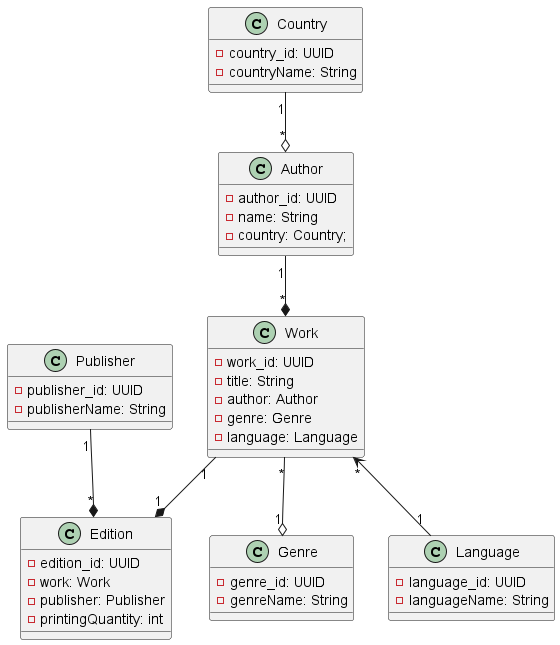 C Country
country_id: UUID
countryName: String
1
*
C Author
author_id: UUID
name: String
country: Country;
1
*
C Work
work_id: UUID
title: String
author: Author
genre: Genre
language: Language
C Publisher
publisher_id: UUID
publisherName: String
1
*
1
1
*
1
*
1
C Edition
edition_id: UUID
work: Work
publisher: Publisher
printingQuantity: int
C Genre
genre_id: UUID
genreName: String
C Language
language_id: UUID
languageName: String